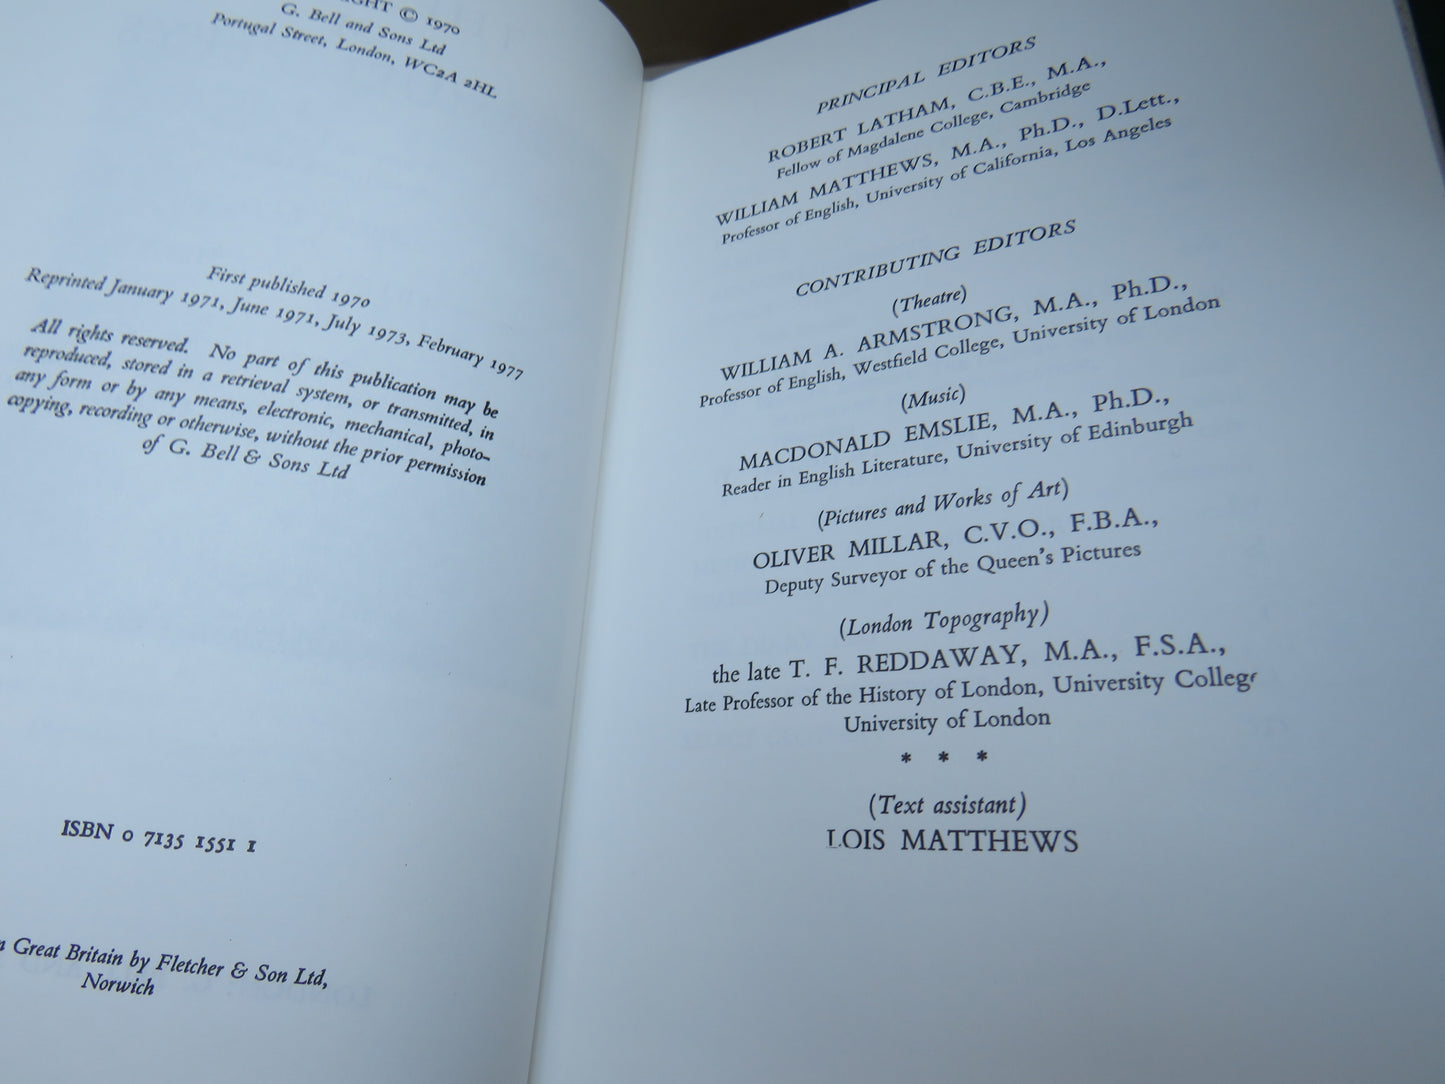 © 1970
G. Bell and Sons Ltd
Portugal Street, London, WC2A 2HL
First published 1970
Reprinted January 1971, June 1971, July 1973, February 1977
All rights reserved. No part of this publication may be
reproduced, stored in a retrieval system, or transmitted, in
any form or by any means, electronic, mechanical, photo-
copying, recording or otherwise, without the prior permission
of G. Bell & Sons Ltd
ISBN 0 7135 1551 1
Great Britain by Fletcher & Son Ltd,
Norwich
PRINCIPAL EDITORS
ROBERT LATHAM, C.B.E., M.A.,
Fellow of Magdalene College, Cambridge
WILLIAM MATTHEWS, M.A., Ph.D., D.Lett.,
Professor of English, University of California, Los Angeles
CONTRIBUTING EDITORS
(Theatre)
WILLIAM A. ARMSTRONG, M.A., Ph.D.,
Professor of English, Westfield College, University of London
(Music)
MACDONALD EMSLIE, M.A., Ph.D.,
Reader in English Literature, University of Edinburgh
(Pictures and Works of Art)
OLIVER MILLAR, C.V.O., F.B.A.,
Deputy Surveyor of the Queen's Pictures
(London Topography)
the late T. F. REDDAWAY, M.A., F.S.A.,
Late Professor of the History of London, University College
University of London
* * *
(Text assistant)
LOIS MATTHEWS